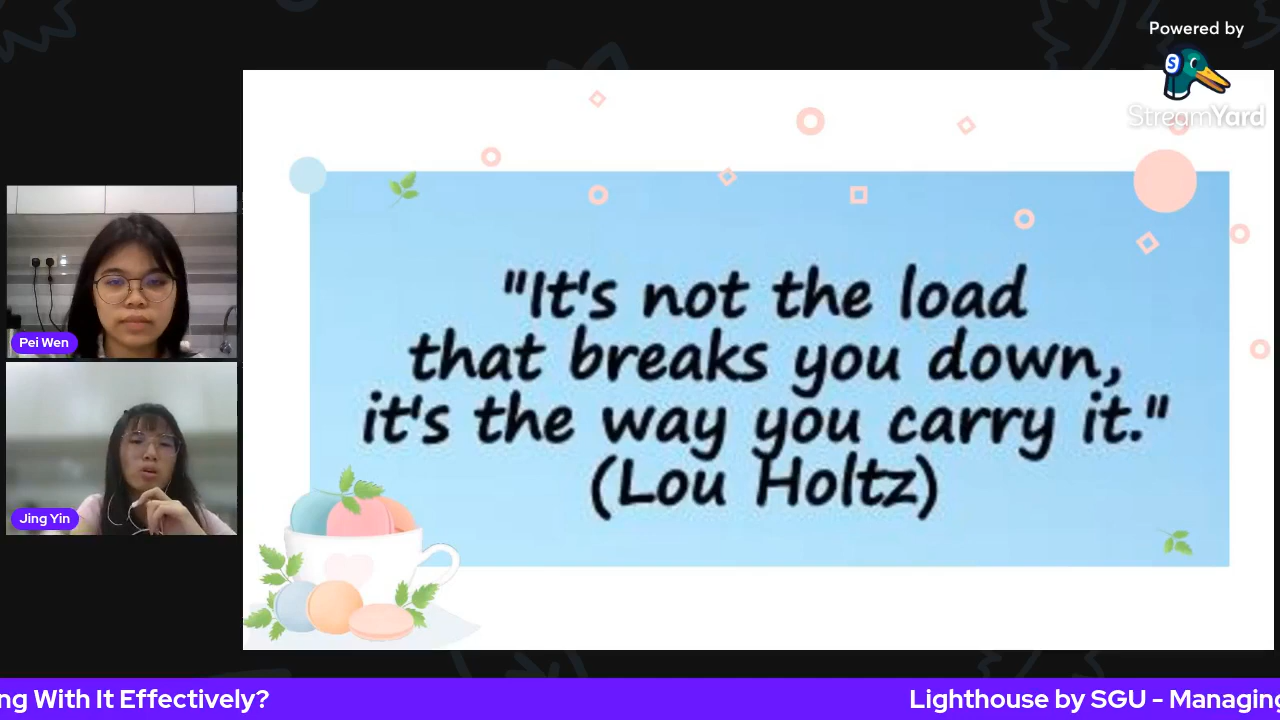 Powered by
S
StreamYard
"It's not the load
that breaks you down,
it's the way you carry it."
(Lou Holtz)
Pei Wen
Jing Yin
ng With It Effectively?
Lighthouse by SGU - Managing